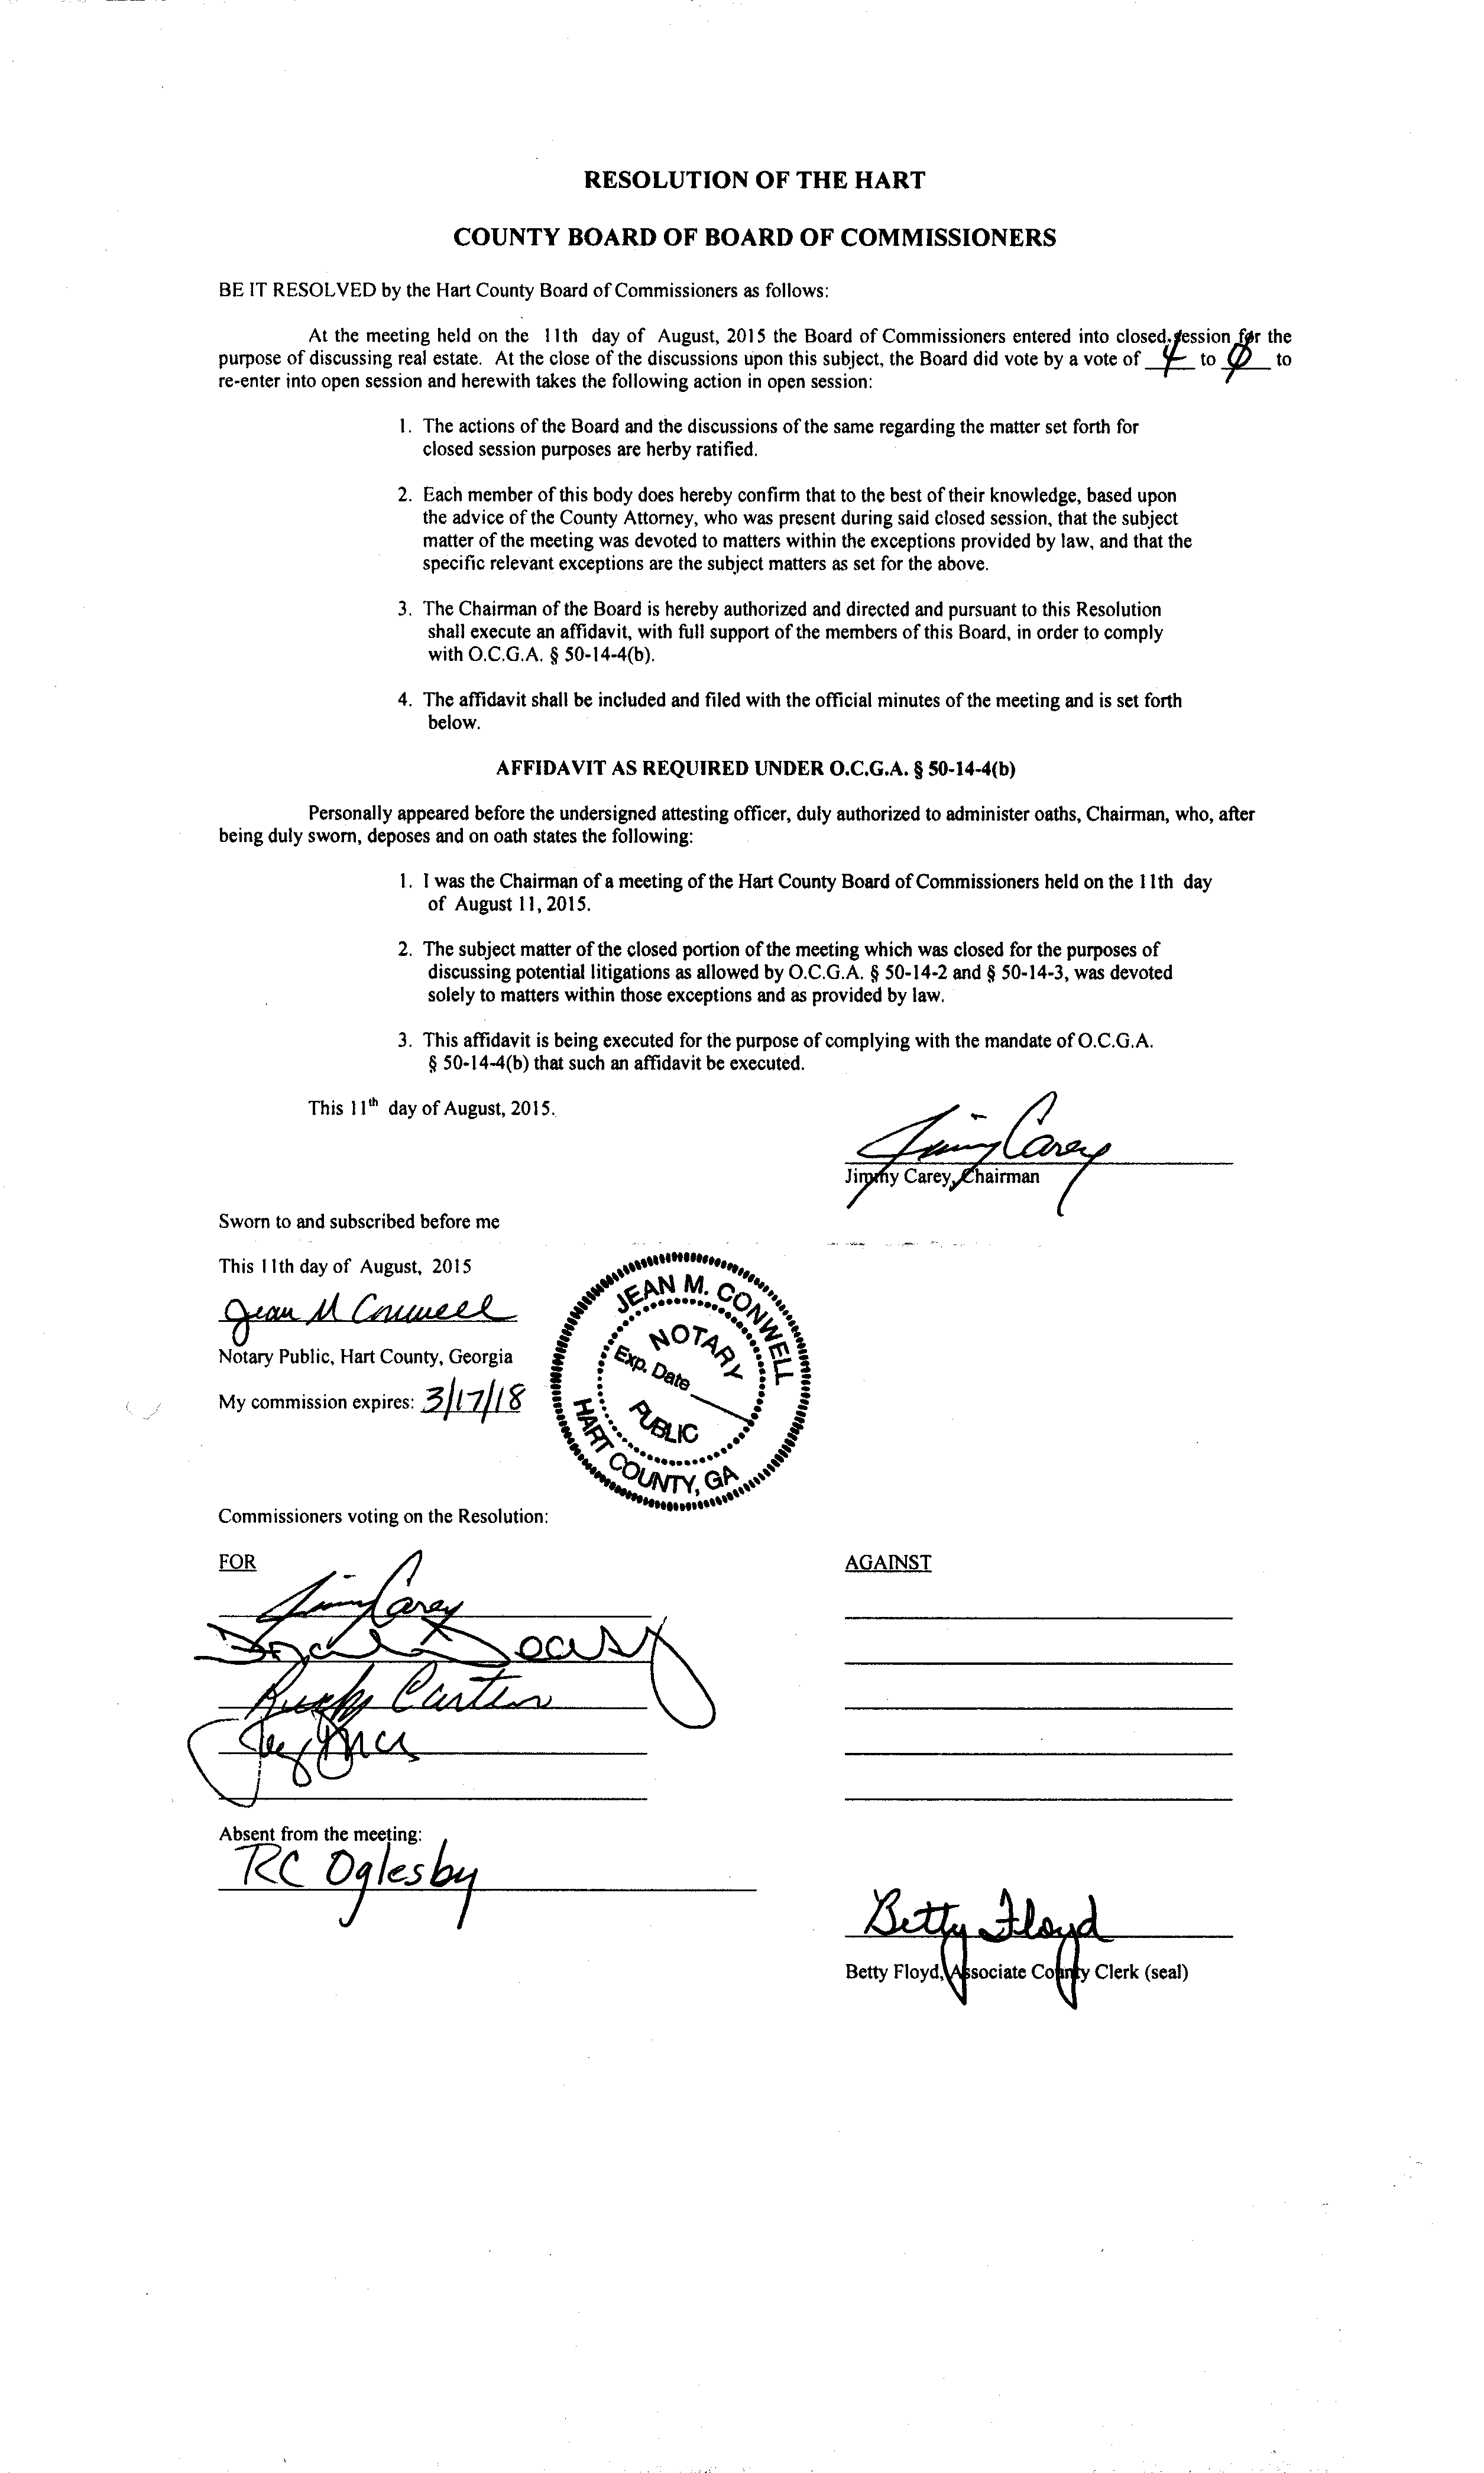 RESOLUTION OF THE HART
COUNTY BOARD OF BOARD OF COMMISSIONERS
BE IT RESOLVED by the Hart County Board of Commissioners as follows:
At the meeting held on the 11th day of August, 2015 the Board of Commissioners entered into closed session for the
purpose of discussing real estate. At the close of the discussions upon this subject, the Board did vote by a vote of 4 to 0 to
re-enter into open session and herewith takes the following action in open session:
1. The actions of the Board and the discussions of the same regarding the matter set forth for
closed session purposes are herby ratified.
2. Each member of this body does hereby confirm that to the best of their knowledge, based upon
the advice of the County Attorney, who was present during said closed session, that the subject
matter of the meeting was devoted to matters within the exceptions provided by law, and that the
specific relevant exceptions are the subject matters as set for the above.
3. The Chairman of the Board is hereby authorized and directed and pursuant to this Resolution
shall execute an affidavit, with full support of the members of this Board, in order to comply
with O.C.G.A. § 50-14-4(b).
4. The affidavit shall be included and filed with the official minutes of the meeting and is set forth
below.
AFFIDAVIT AS REQUIRED UNDER O.C.G.A. § 50-14-4(b)
Personally appeared before the undersigned attesting officer, duly authorized to administer oaths, Chairman, who, after
being duly sworn, deposes and on oath states the following:
1. I was the Chairman of a meeting of the Hart County Board of Commissioners held on the 11th day
of August 11, 2015.
2. The subject matter of the closed portion of the meeting which was closed for the purposes of
discussing potential litigations as allowed by O.C.G.A. § 50-14-2 and § 50-14-3, was devoted
solely to matters within those exceptions and as provided by law.
3. This affidavit is being executed for the purpose of complying with the mandate of O.C.G.A.
§ 50-14-4(b) that such an affidavit be executed.
This 11th day of August, 2015.
Jimmy Carey
Jimmy Carey, Chairman
Sworn to and subscribed before me
This 11th day of August, 2015
Jean M Conwell
Notary Public, Hart County, Georgia
My commission expires: 3/17/18
JEAN M. CONWELL
NOTARY
Exp. Date
PUBLIC
HART COUNTY, GA
Commissioners voting on the Resolution:
FOR AGAINST
Jimmy Carey
Dorsey
Carter
Absent from the meeting:
RC Oglesby
Betty Floyd
Betty Floyd, Associate County Clerk (seal)